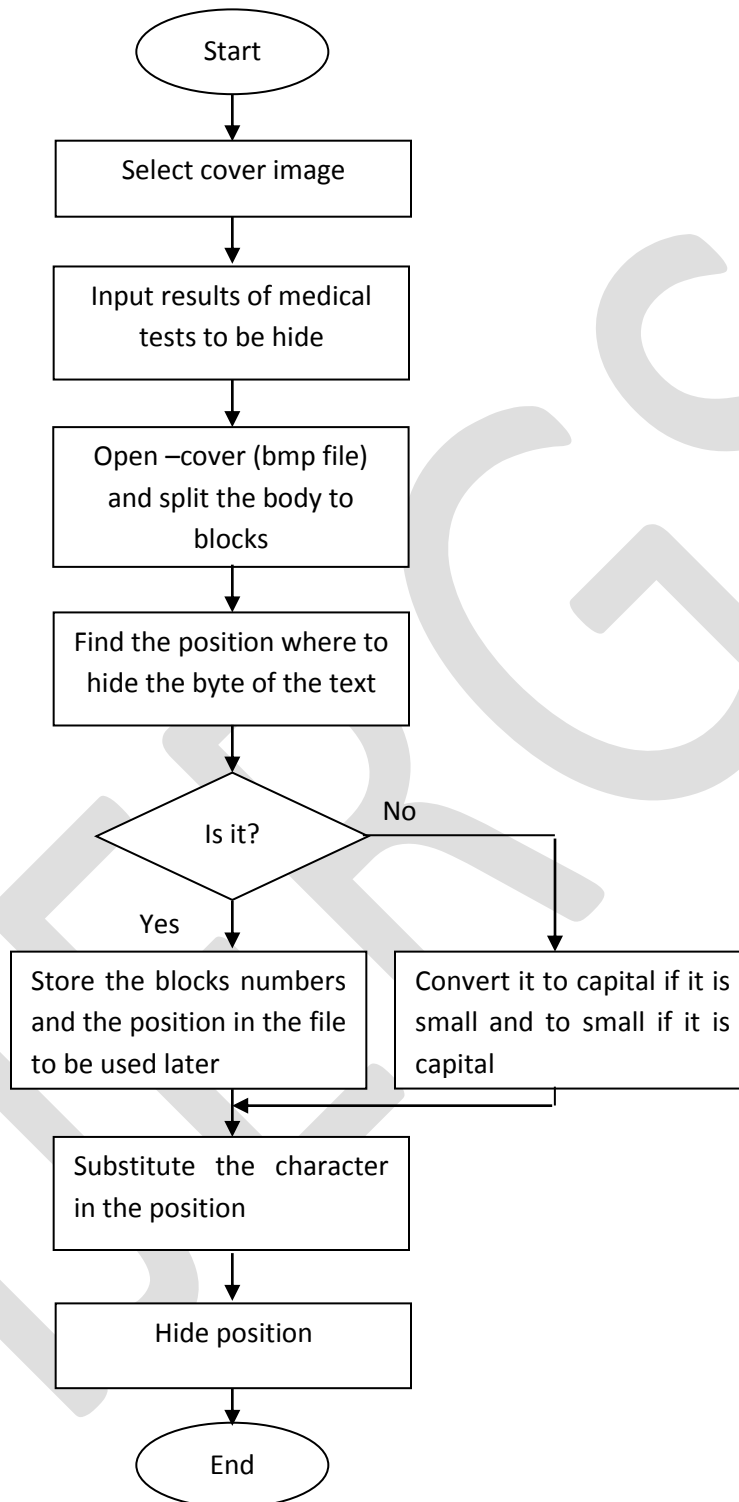 Start
Select cover image
Input results of medical
tests to be hide
Open –cover (bmp file)
and split the body to
blocks
Find the position where to
hide the byte of the text
Is it?
No
Yes
Store the blocks numbers
and the position in the file
to be used later
Convert it to capital if it is
small and to small if it is
capital
Substitute the character
in the position
Hide position
End